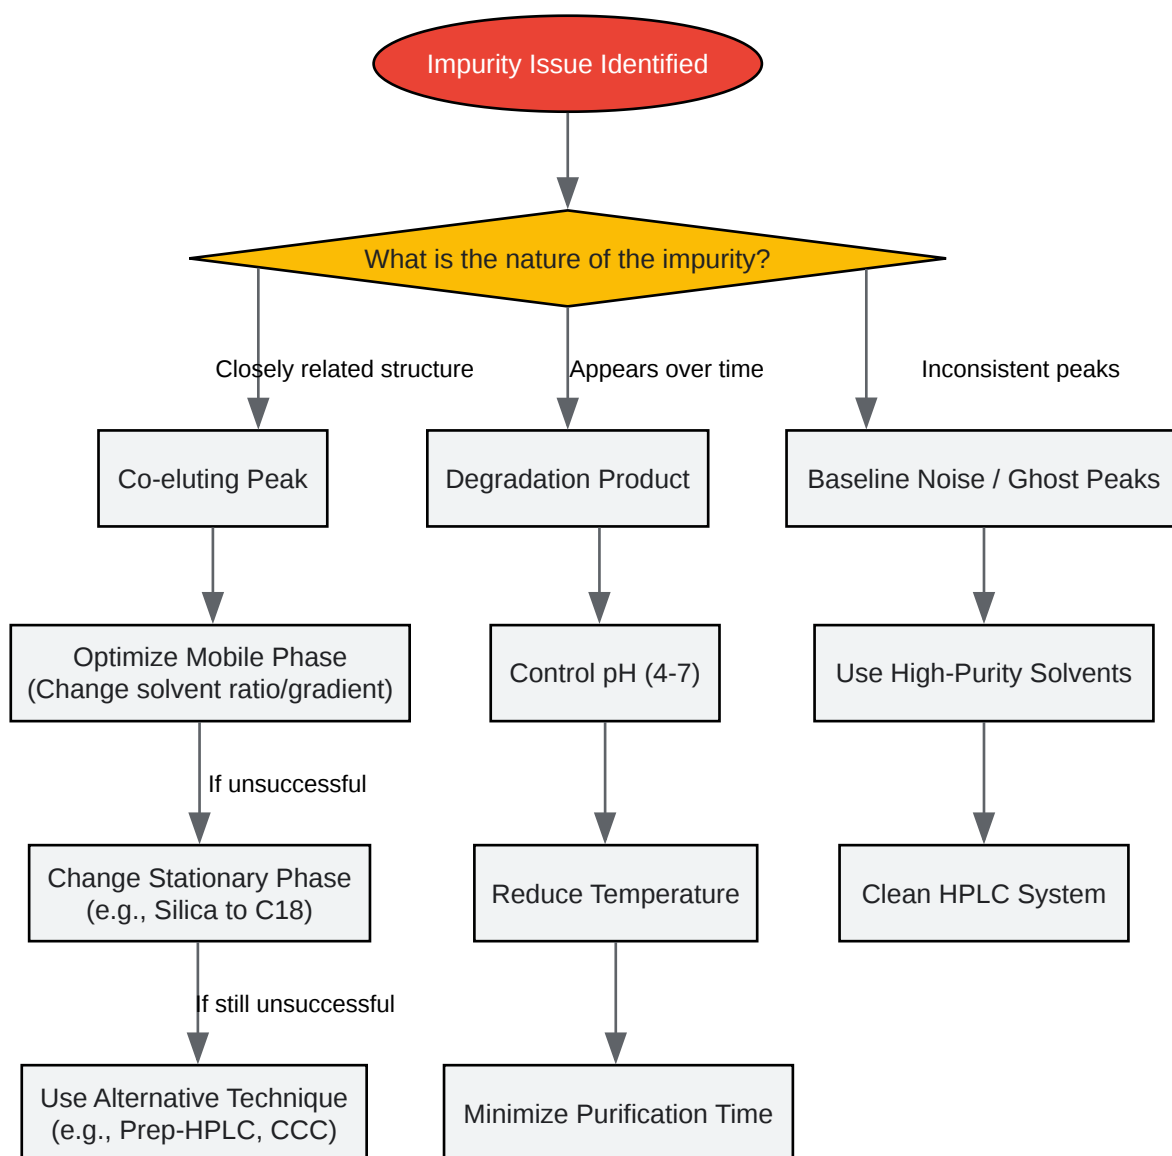 Impurity Issue Identified
What is the nature of the impurity?
Closely related structure
Appears over time
Inconsistent peaks
Co-eluting Peak
Degradation Product
Baseline Noise / Ghost Peaks
Optimize Mobile Phase
(Change solvent ratio/gradient)
Control pH (4-7)
Use High-Purity Solvents
If unsuccessful
Change Stationary Phase
(e.g., Silica to C18)
Reduce Temperature
Clean HPLC System
If still unsuccessful
Use Alternative Technique
(e.g., Prep-HPLC, CCC)
Minimize Purification Time